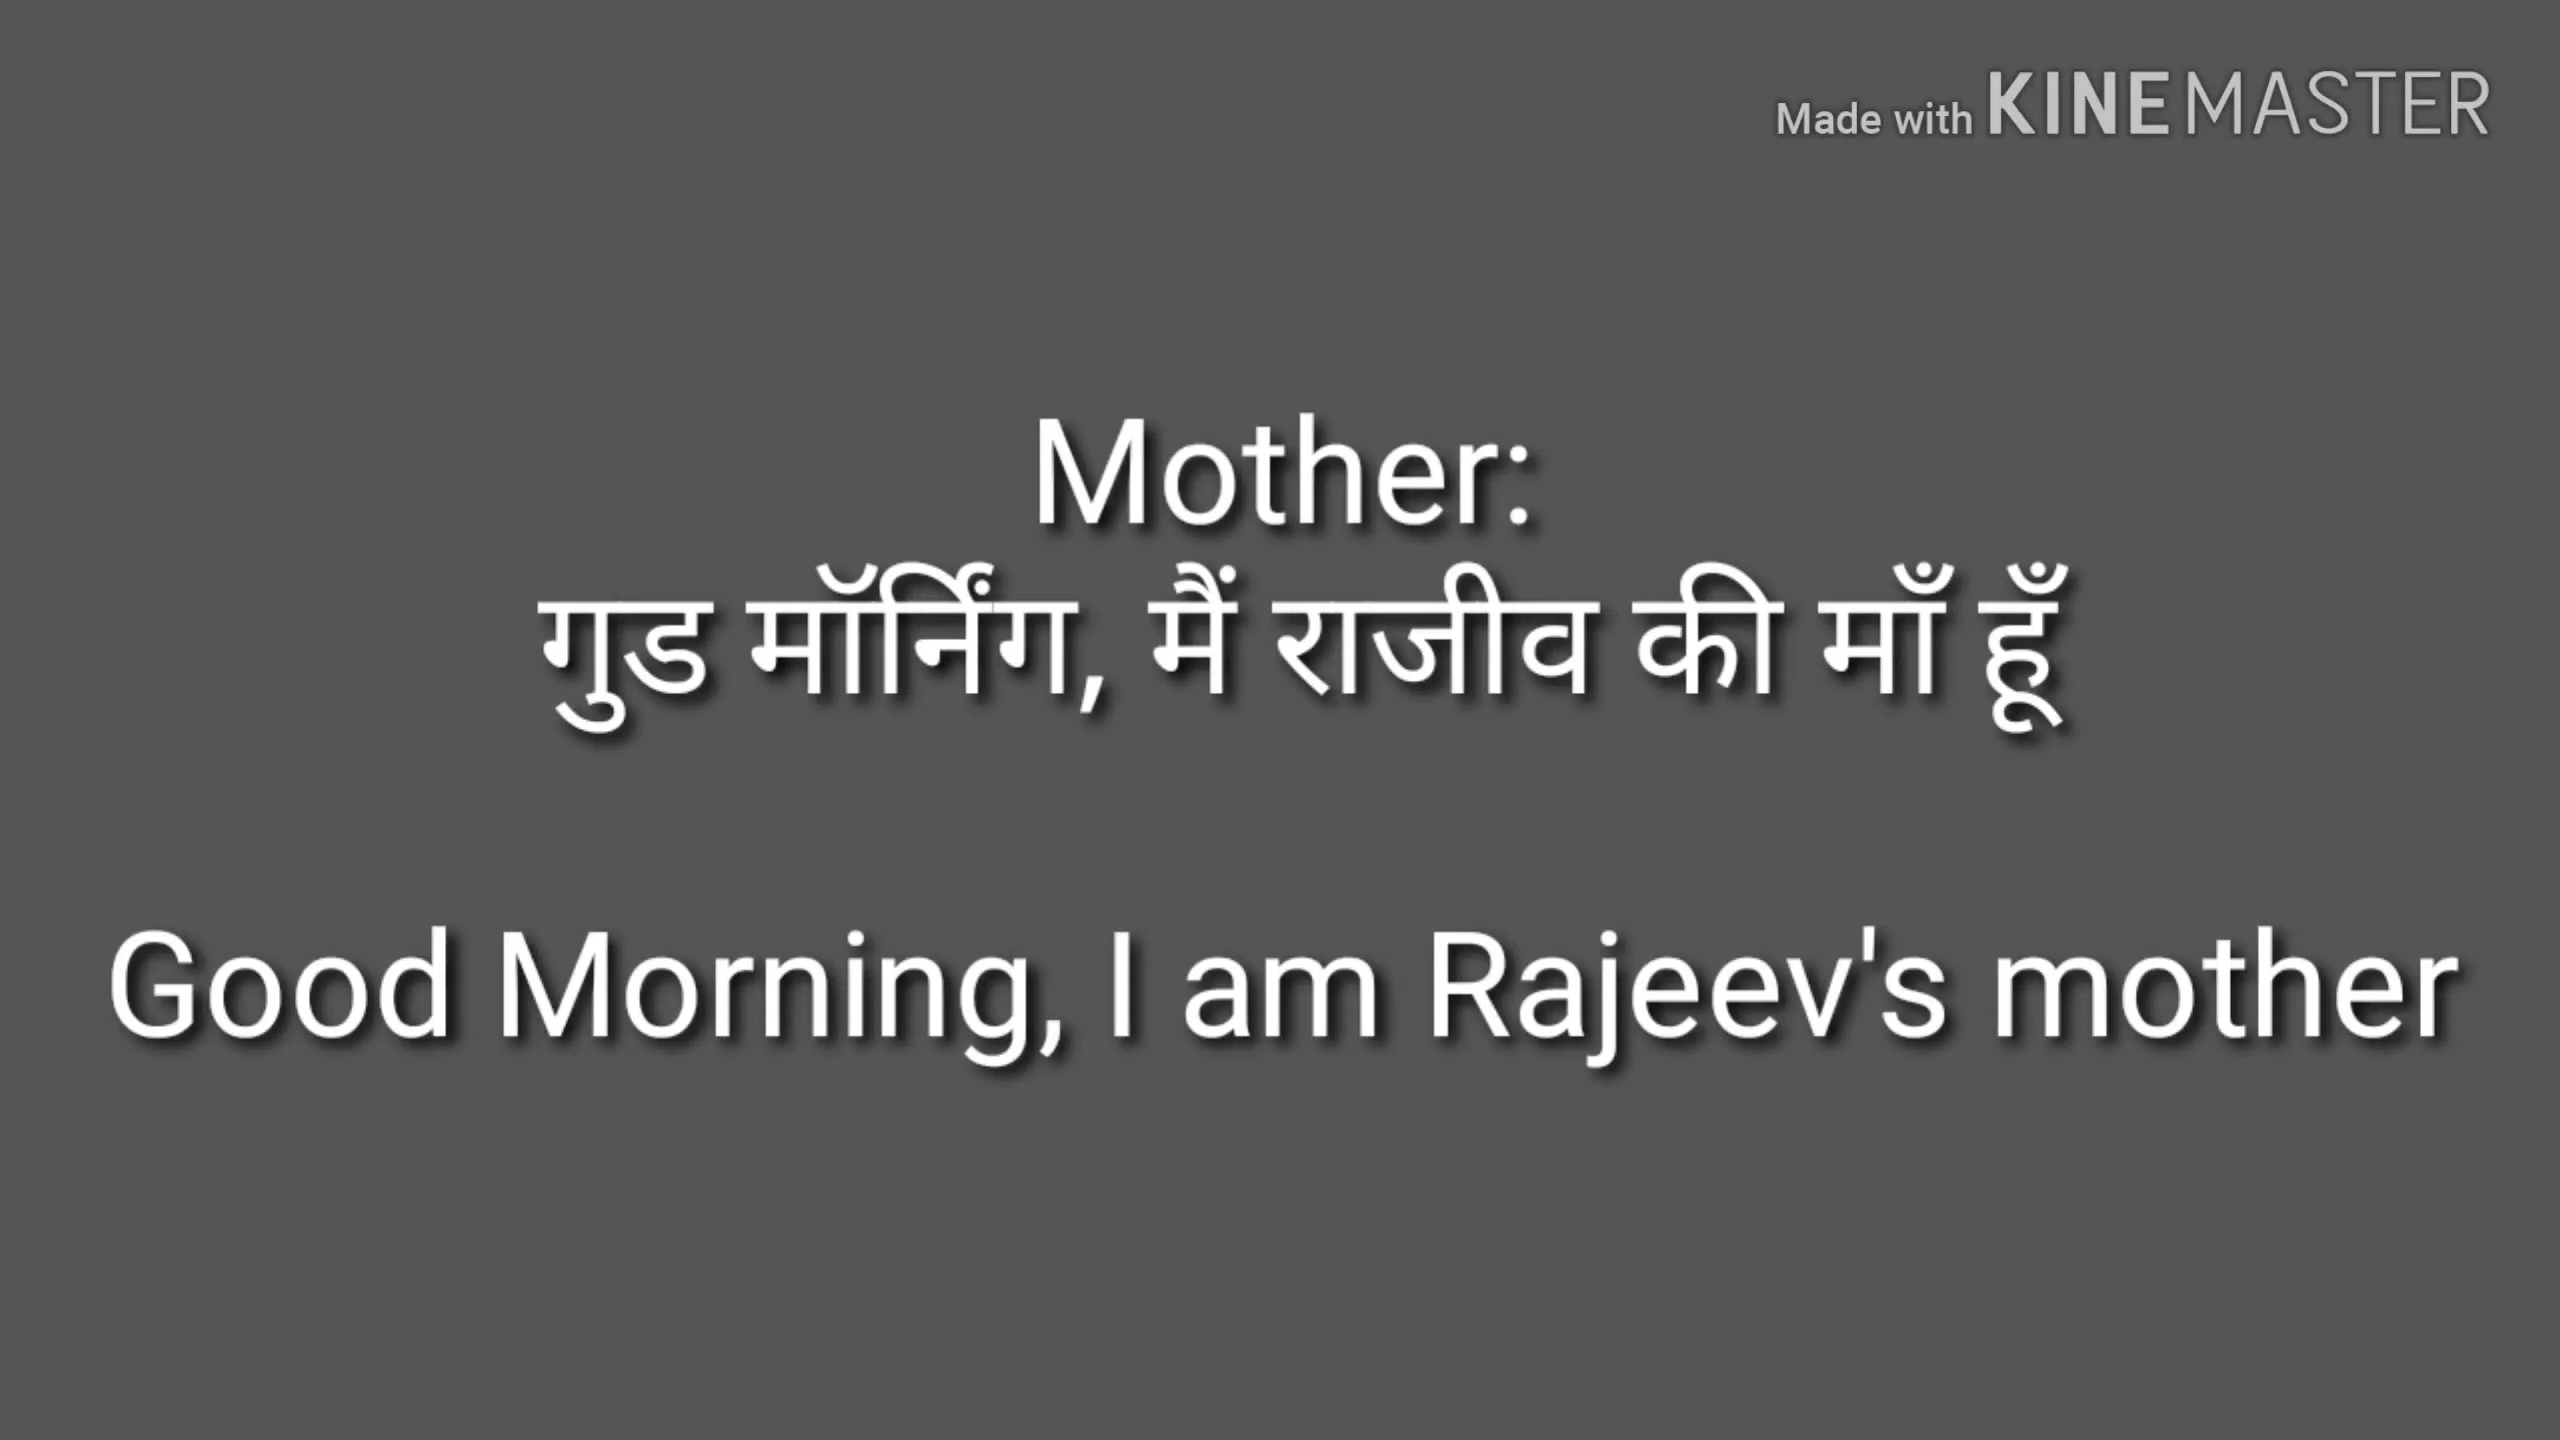 Made with KINEMASTER
Mother:
गुड मॉर्निंग, मैं राजीव की माँ हूँ
Good Morning, I am Rajeev's mother